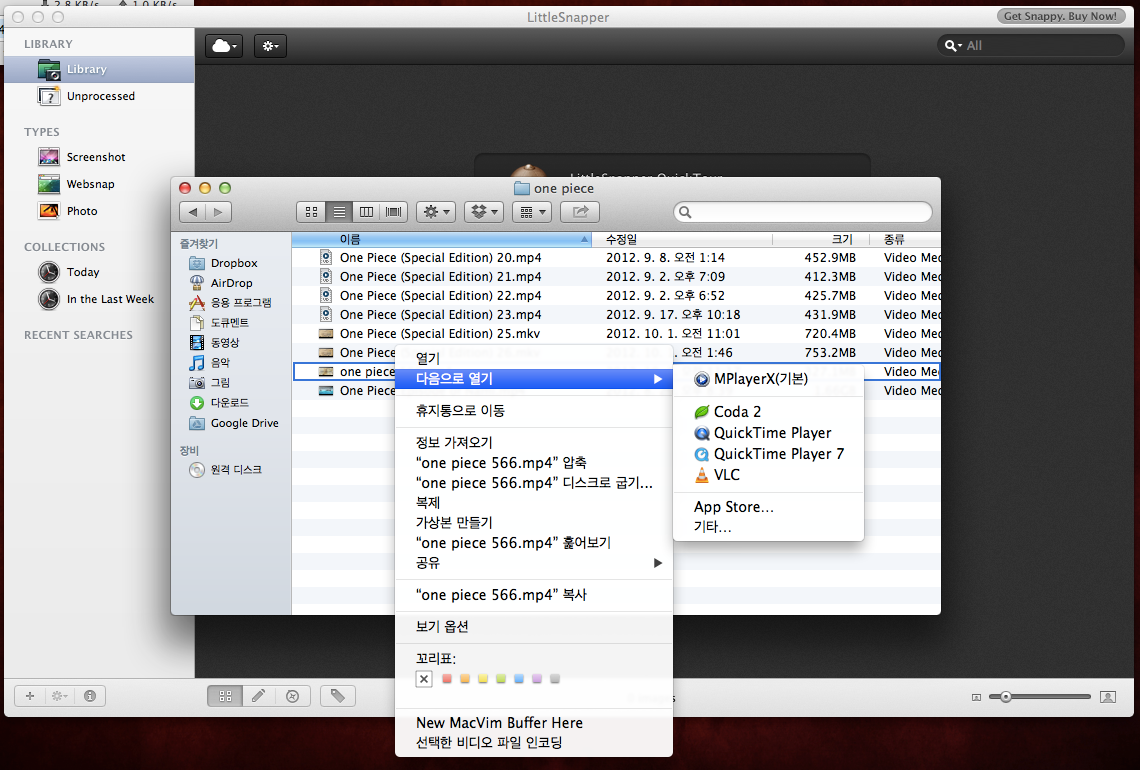 2.8 KB/s 1.0 KB/s
LittleSnapper
Get Snappy. Buy Now!
LIBRARY
Library
Unprocessed
TYPES
Screenshot
Websnap
Photo
COLLECTIONS
Today
In the Last Week
RECENT SEARCHES
All
LittleSnapper QuickTour
one piece
즐겨찾기
Dropbox
AirDrop
응용 프로그램
도큐멘트
동영상
음악
그림
다운로드
Google Drive
장비
원격 디스크
이름 수정일 크기 종류
One Piece (Special Edition) 20.mp4 2012. 9. 8. 오전 1:14 452.9MB Video Med
One Piece (Special Edition) 21.mp4 2012. 9. 2. 오후 7:09 412.3MB Video Med
One Piece (Special Edition) 22.mp4 2012. 9. 2. 오후 6:52 425.7MB Video Med
One Piece (Special Edition) 23.mp4 2012. 9. 17. 오후 10:18 431.9MB Video Med
One Piece (Special Edition) 25.mkv 2012. 10. 1. 오전 11:01 720.4MB Video Med
One Piece . 오전 1:46 753.2MB Video Med
one piece Video Med
One Piece Video Med
열기
다음으로 열기
휴지통으로 이동
정보 가져오기
“one piece 566.mp4” 압축
“one piece 566.mp4” 디스크로 굽기...
복제
가상본 만들기
“one piece 566.mp4” 훑어보기
공유
“one piece 566.mp4” 복사
보기 옵션
꼬리표:
New MacVim Buffer Here
선택한 비디오 파일 인코딩
MPlayerX(기본)
Coda 2
QuickTime Player
QuickTime Player 7
VLC
App Store...
기타...